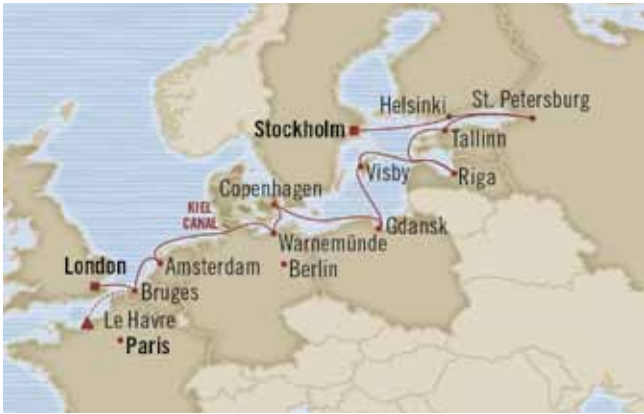 Helsinki
St. Petersburg
Stockholm
Tallinn
Visby
Riga
Copenhagen
KIEL
CANAL
Gdansk
Warnemünde
London
Amsterdam
Berlin
Bruges
Le Havre
Paris